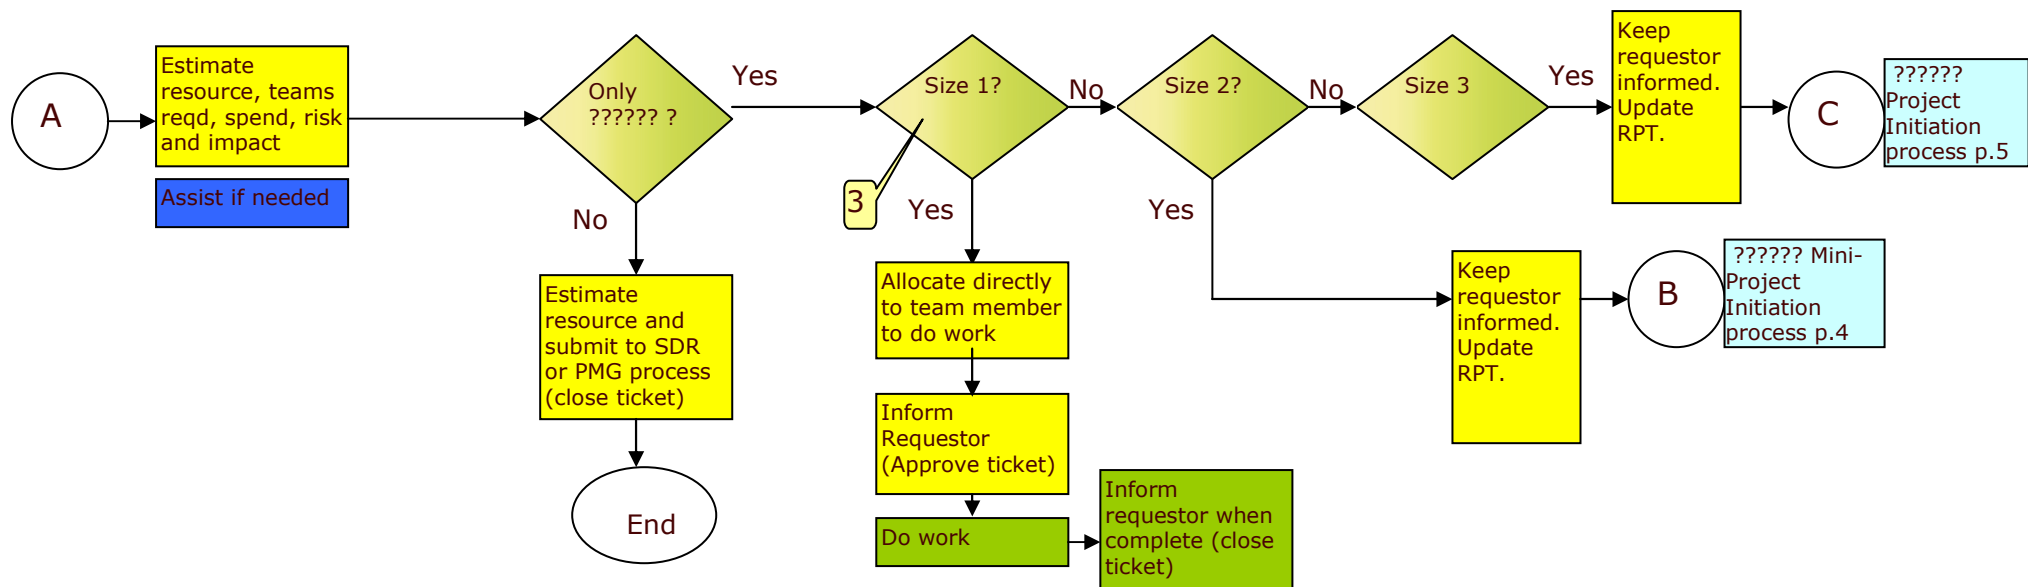 A
Estimate
resource, teams
reqd, spend, risk
and impact
Assist if needed
Only
?????? ?
Yes
No
Estimate
resource and
submit to SDR
or PMG process
(close ticket)
End
Size 1?
3
No
Yes
Allocate directly
to team member
to do work
Inform
Requestor
(Approve ticket)
Do work
Inform
requestor when
complete (close
ticket)
Size 2?
No
Yes
Keep
requestor
informed.
Update
RPT.
B
?????? Mini-
Project
Initiation
process p.4
Size 3
Yes
Keep
requestor
informed.
Update
RPT.
C
??????
Project
Initiation
process p.5